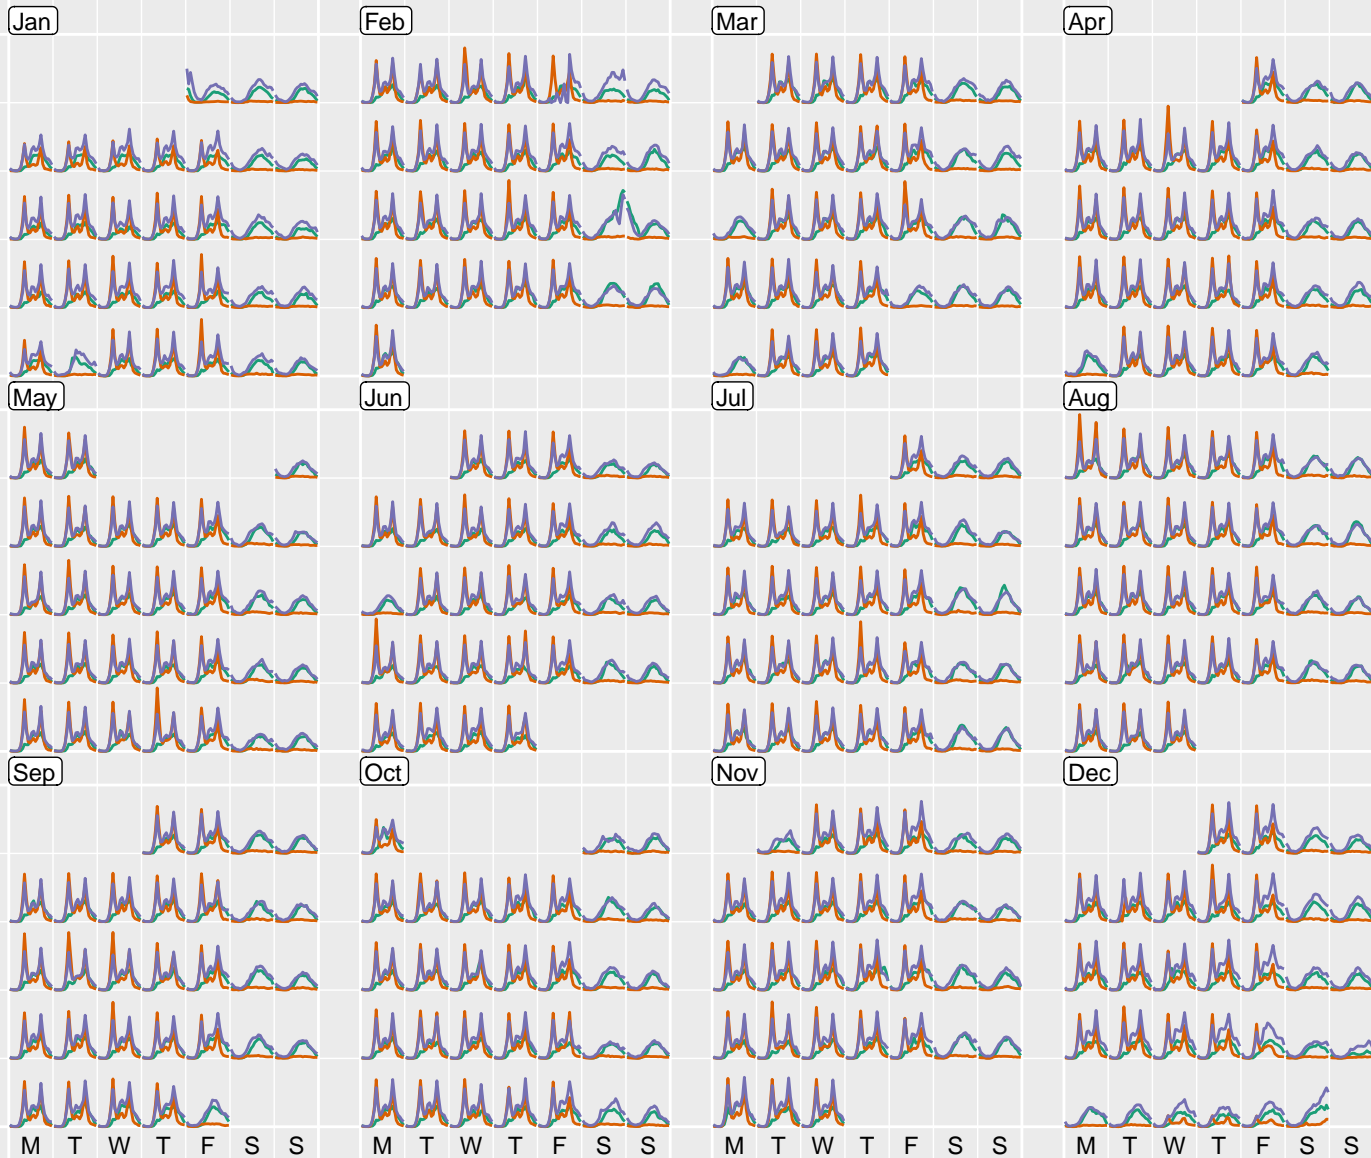 Jan Feb Mar Apr
May Jun Jul Aug
Sep Oct Nov Dec
M T W T F S S M T W T F S S M T W T F S S M T W T F S S